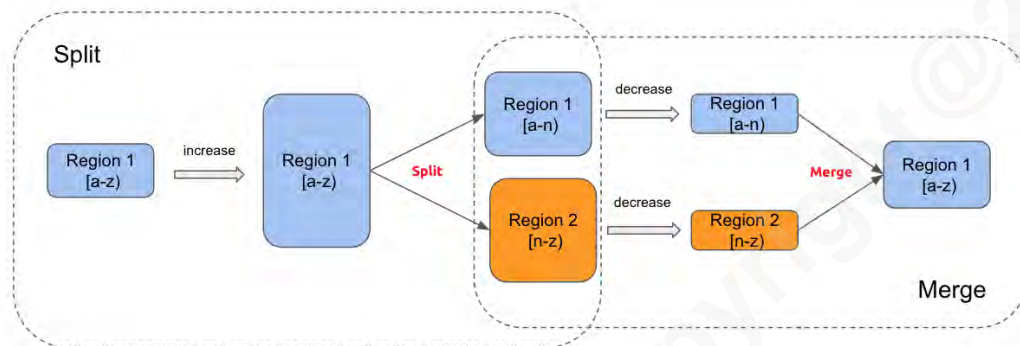 Split
Region 1
[a-z)
increase
Region 1
[a-z)
Split
Region 1
[a-n)
Region 2
[n-z)
decrease
decrease
Region 1
[a-n)
Region 2
[n-z)
Merge
Region 1
[a-z)
Merge